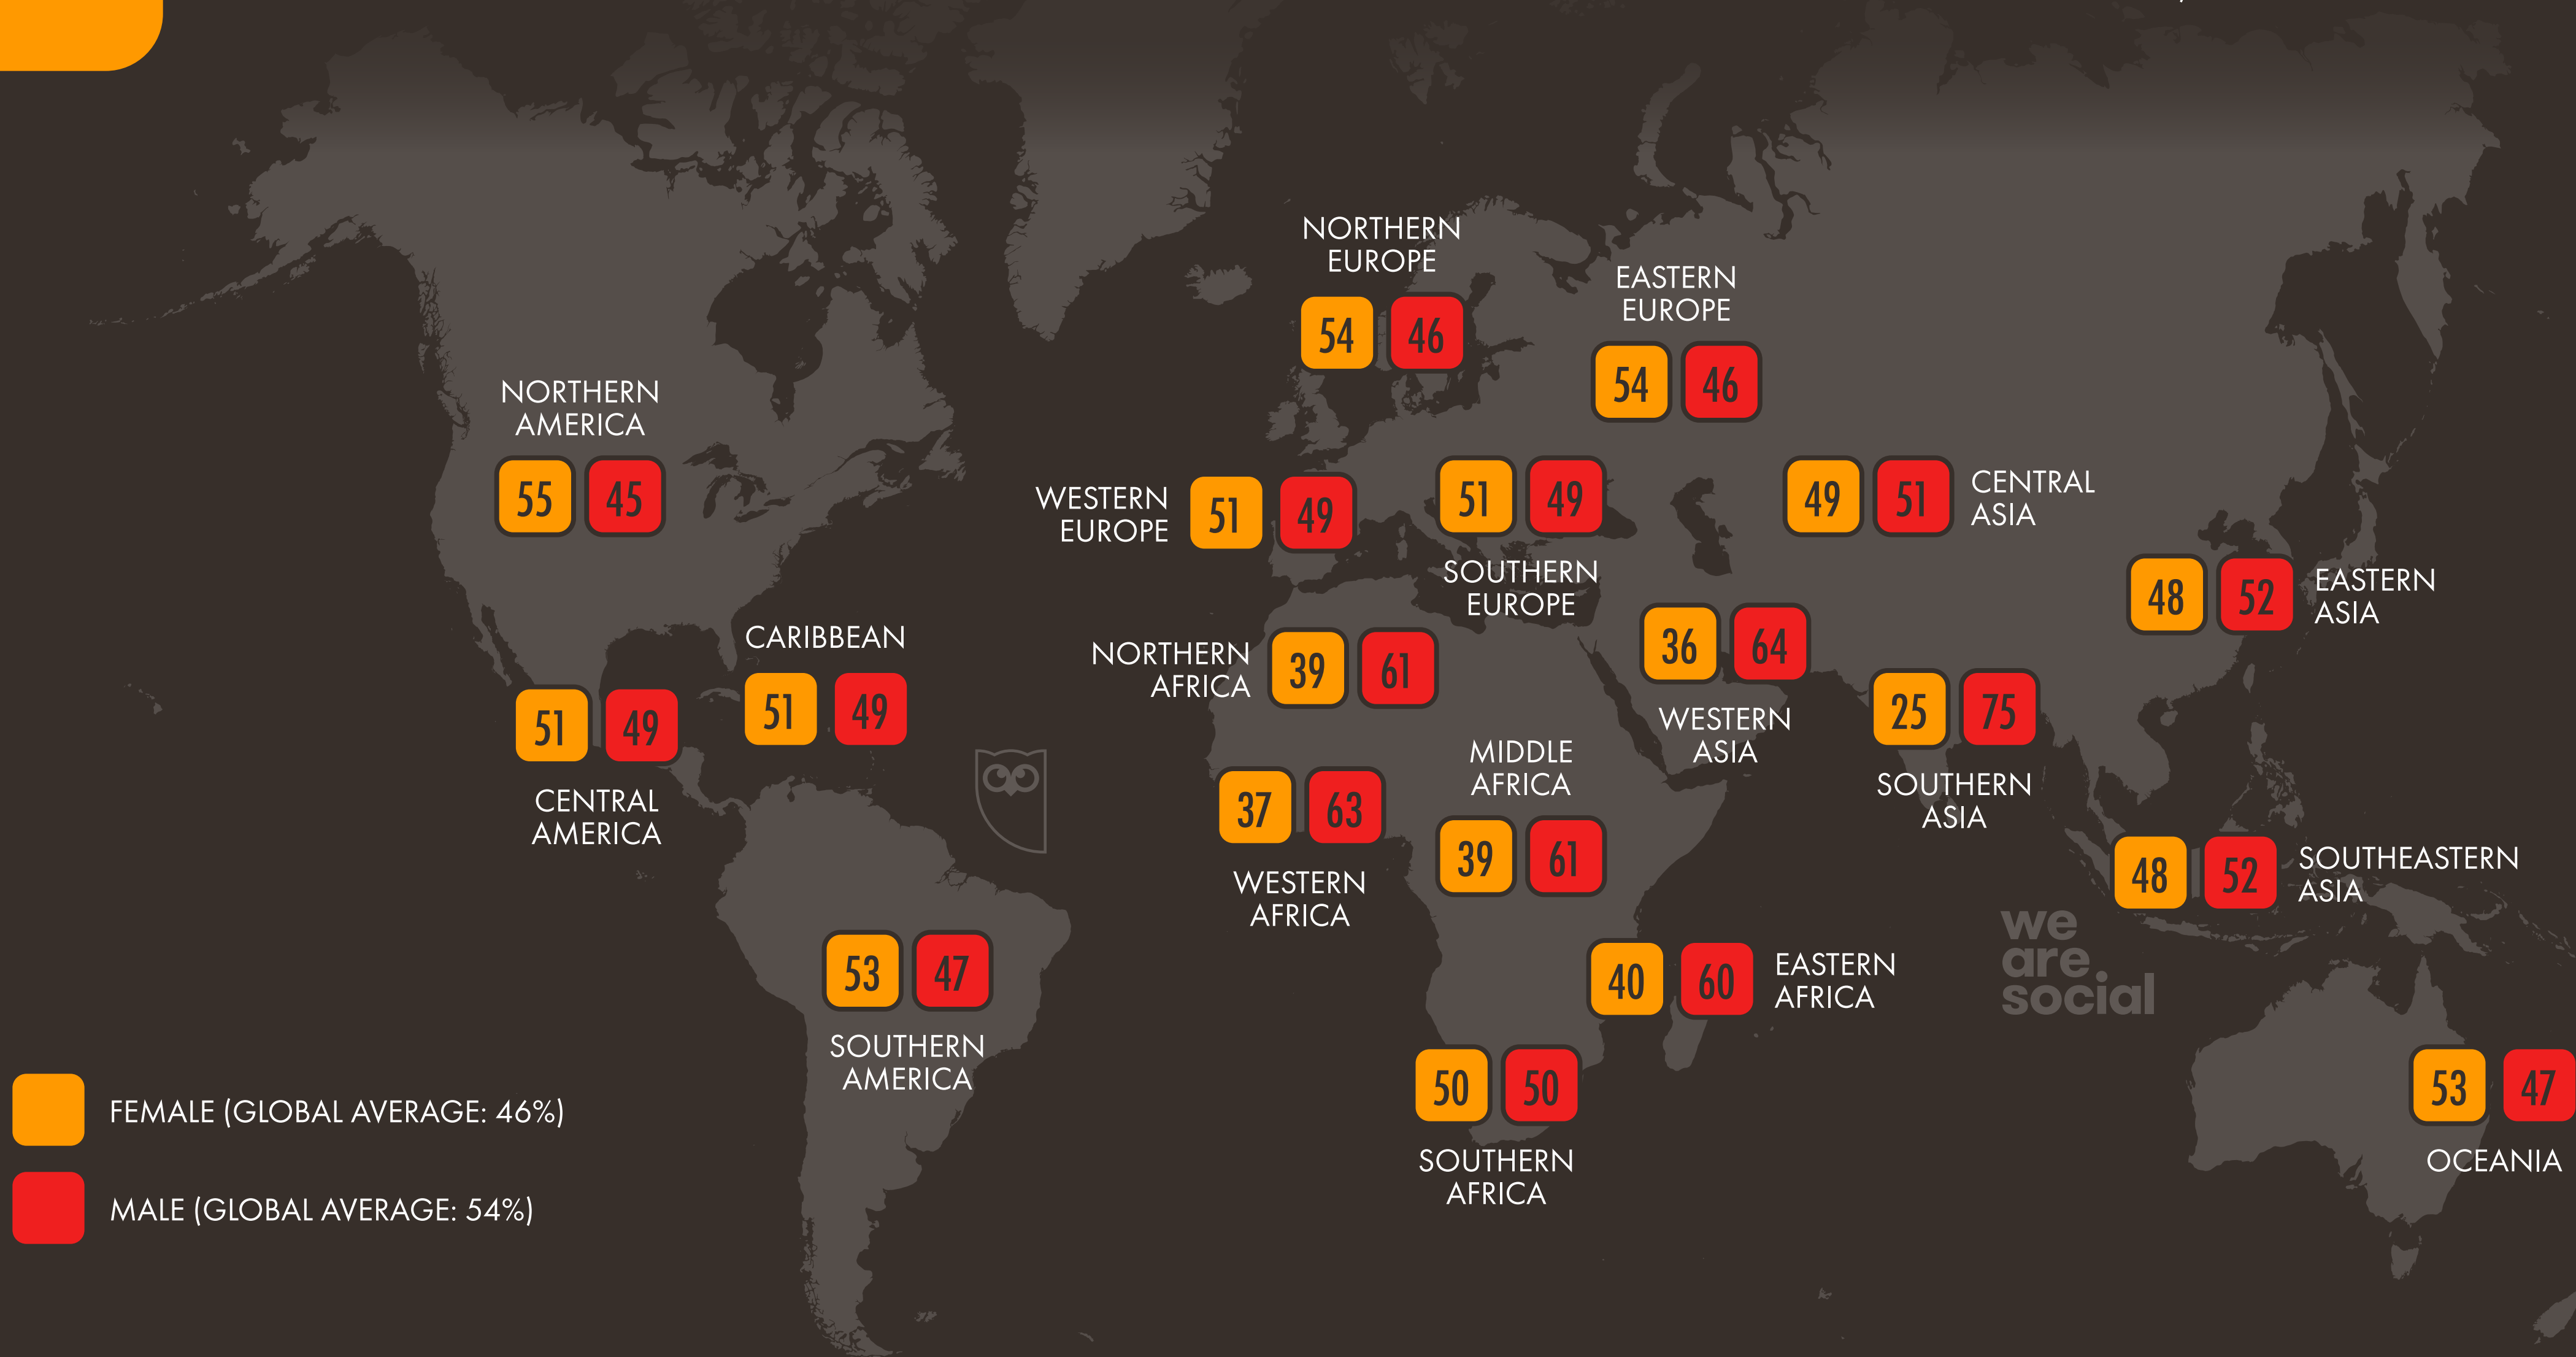 NORTHERN
EUROPE
54 46
EASTERN
EUROPE
54 46
NORTHERN
AMERICA
55 45
WESTERN
EUROPE
51 49
51 49
SOUTHERN
EUROPE
49 51
CENTRAL
ASIA
48 52
EASTERN
ASIA
CARIBBEAN
51 49
51 49
CENTRAL
AMERICA
NORTHERN
AFRICA
39 61
36 64
WESTERN
ASIA
25 75
SOUTHERN
ASIA
37 63
WESTERN
AFRICA
MIDDLE
AFRICA
39 61
48 52
SOUTHEASTERN
ASIA
we
are
social
53 47
SOUTHERN
AMERICA
40 60
EASTERN
AFRICA
50 50
SOUTHERN
AFRICA
53 47
OCEANIA
FEMALE (GLOBAL AVERAGE: 46%)
MALE (GLOBAL AVERAGE: 54%)